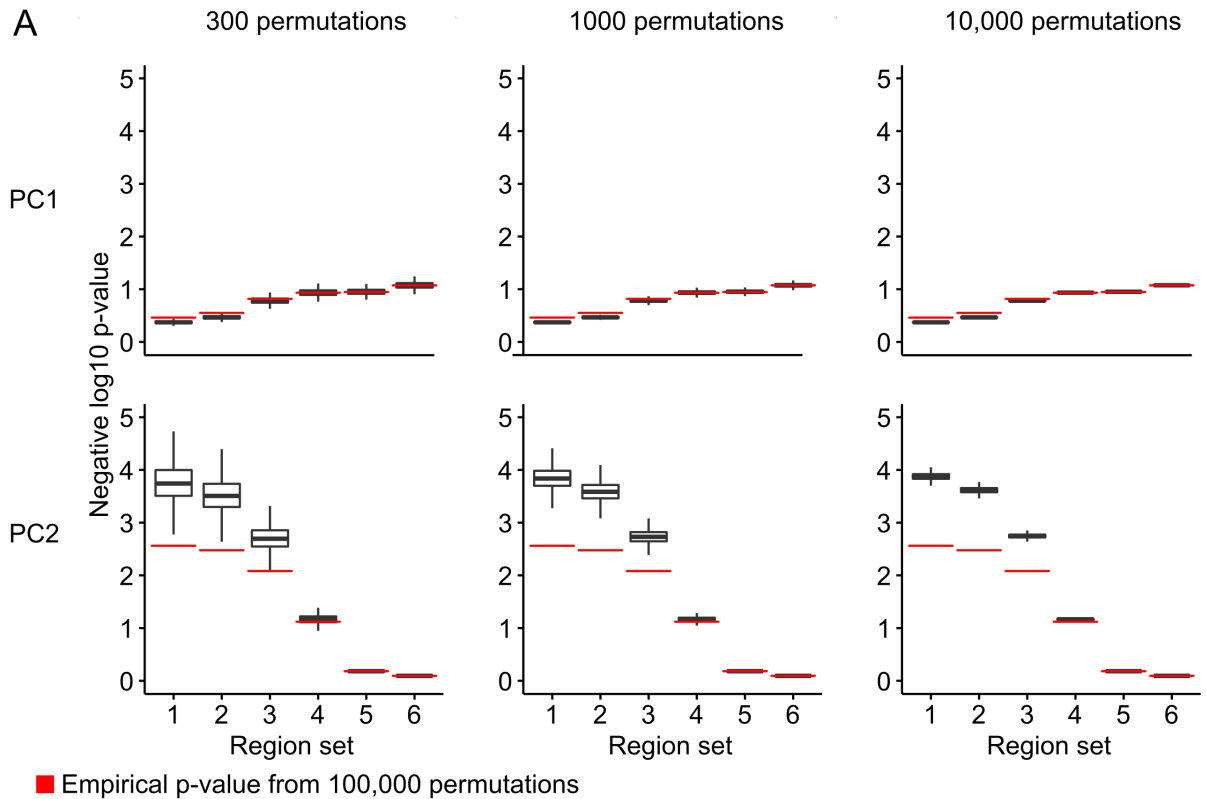 A
300 permutations 1000 permutations 10,000 permutations
PC1
5 4 3 2 1 0
5 4 3 2 1 0
5 4 3 2 1 0
Negative log10 p-value
PC2
5 4 3 2 1 0
5 4 3 2 1 0
5 4 3 2 1 0
1 2 3 4 5 6 1 2 3 4 5 6 1 2 3 4 5 6
Region set Region set Region set
Empirical p-value from 100,000 permutations